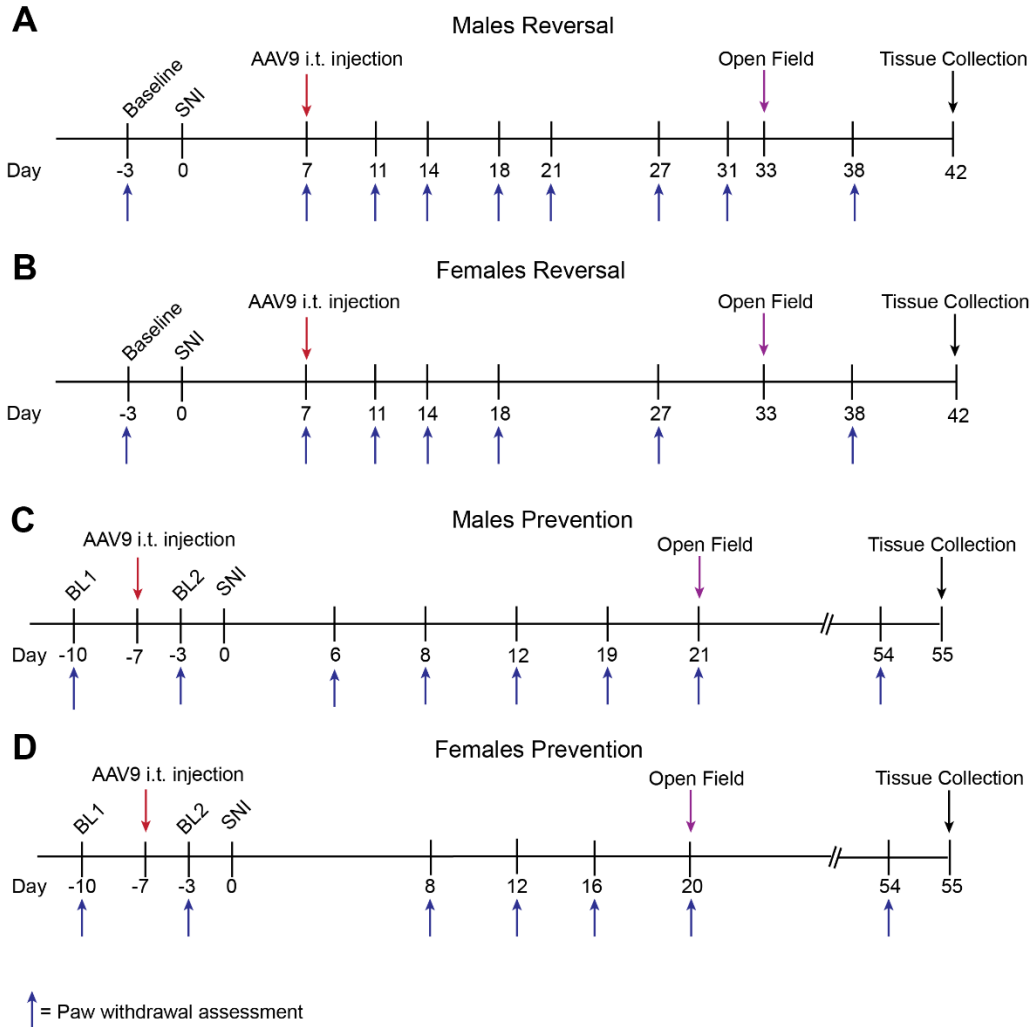 A
Males Reversal
AAV9 i.t. injection
Open Field
Tissue Collection
Baseline
SNI
Day -3 0 7 11 14 18 21 27 31 33 38 42
B
Females Reversal
AAV9 i.t. injection
Open Field
Tissue Collection
Baseline
SNI
Day -3 0 7 11 14 18 27 33 38 42
C
Males Prevention
AAV9 i.t. injection
Open Field
Tissue Collection
BL1
BL2
SNI
Day -10 -7 -3 0 6 8 12 19 21 54 55
D
Females Prevention
AAV9 i.t. injection
Open Field
Tissue Collection
BL1
BL2
SNI
Day -10 -7 -3 0 8 12 16 20 54 55
= Paw withdrawal assessment